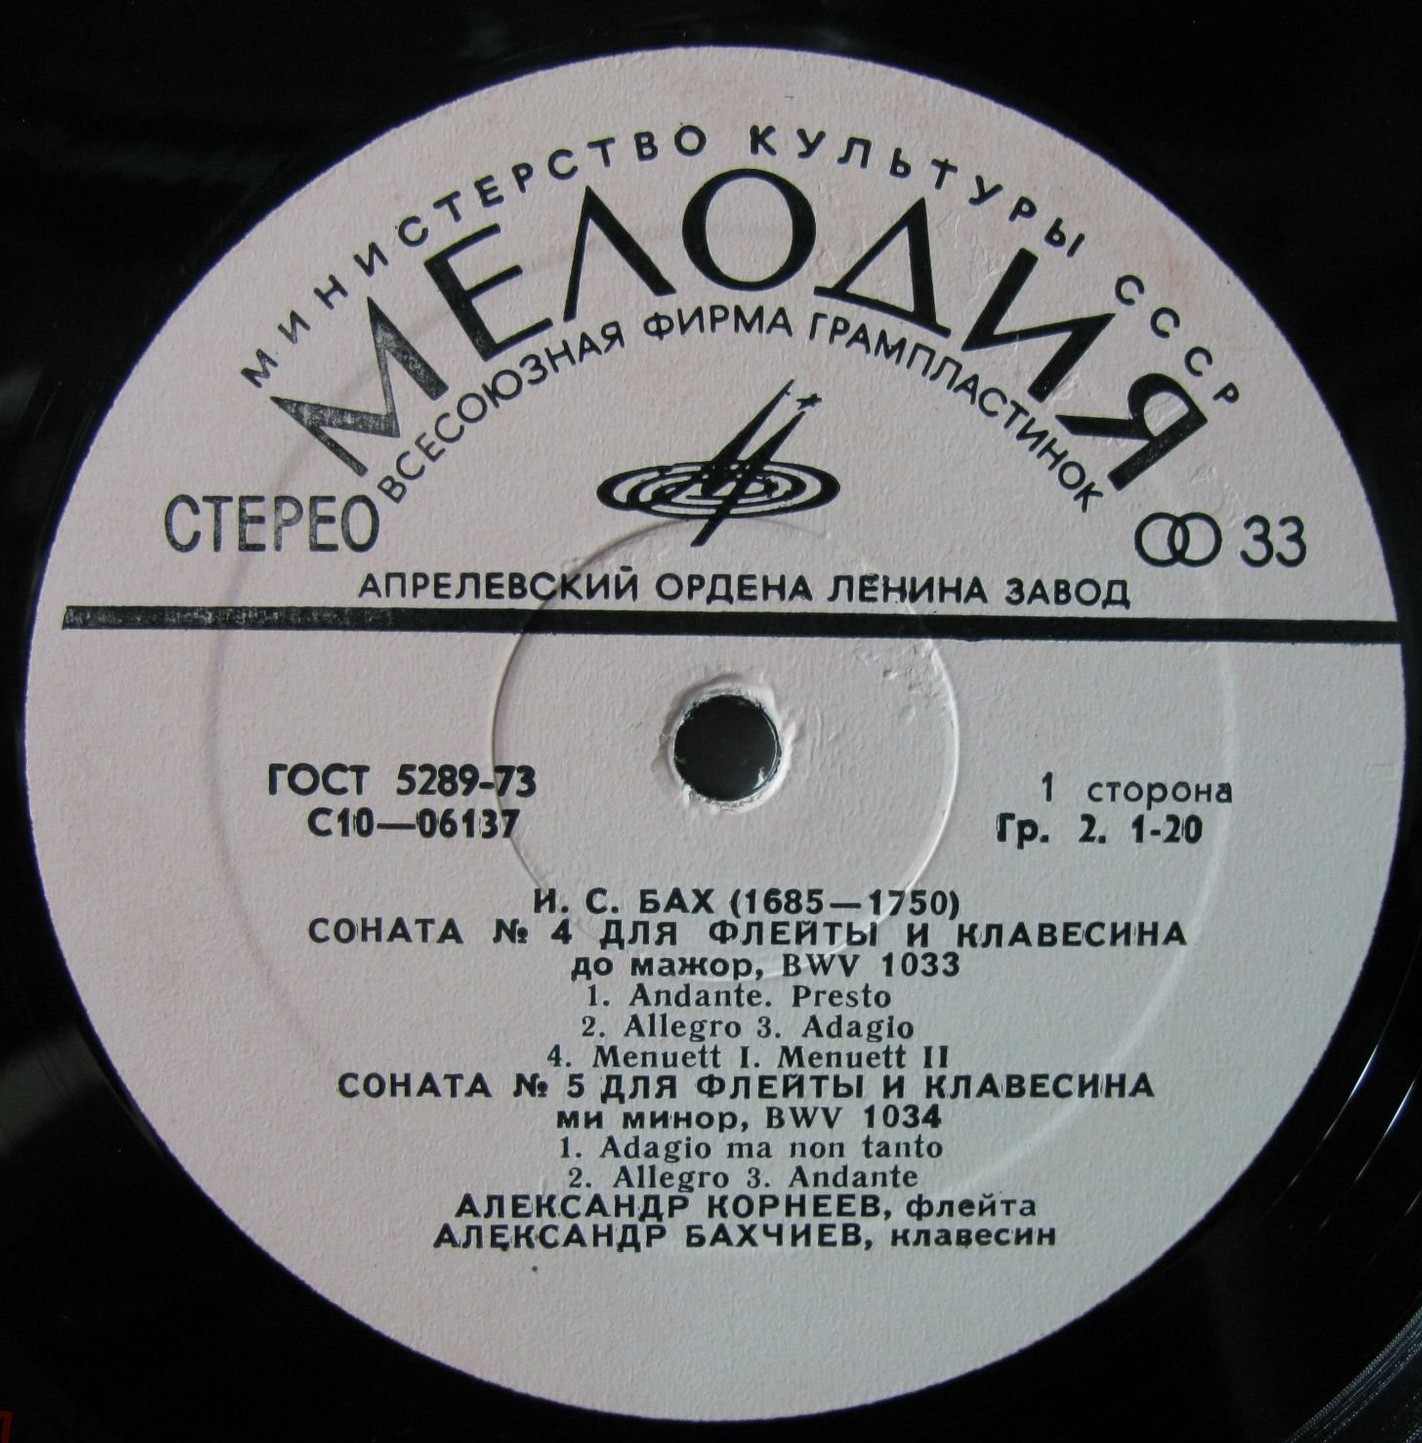 МИНИСТЕРСТВО КУЛЬТУРЫ СССР
МЕЛОДИЯ
ВСЕСОЮЗНАЯ ФИРМА ГРАМПЛАСТИНОК
СТЕРЕО
33
АПРЕЛЕВСКИЙ ОРДЕНА ЛЕНИНА ЗАВОД
ГОСТ 5289-73
С10—06137
1 сторона
Гр. 2. 1-20
И. С. БАХ (1685—1750)
СОНАТА № 4 ДЛЯ ФЛЕЙТЫ И КЛАВЕСИНА
до мажор, BWV 1033
1. Andante. Presto
2. Allegro 3. Adagio
4. Menuett I. Menuett II
СОНАТА № 5 ДЛЯ ФЛЕЙТЫ И КЛАВЕСИНА
ми минор, BWV 1034
1. Adagio ma non tanto
2. Allegro 3. Andante
АЛЕКСАНДР КОРНЕЕВ, флейта
АЛЕКСАНДР БАХЧИЕВ, клавесин